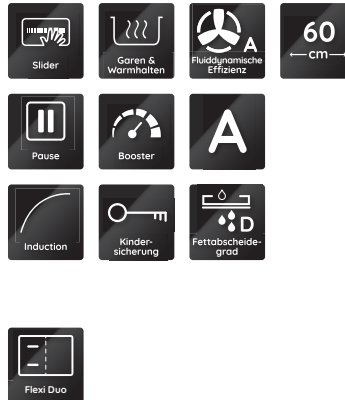 Slider
Garen &
Warmhalten
A
Fluiddynamische
Effizienz
60
cm
Pause
Booster
A
Induction
Kinder-
sicherung
D
Fettabscheide-
grad
Flexi Duo